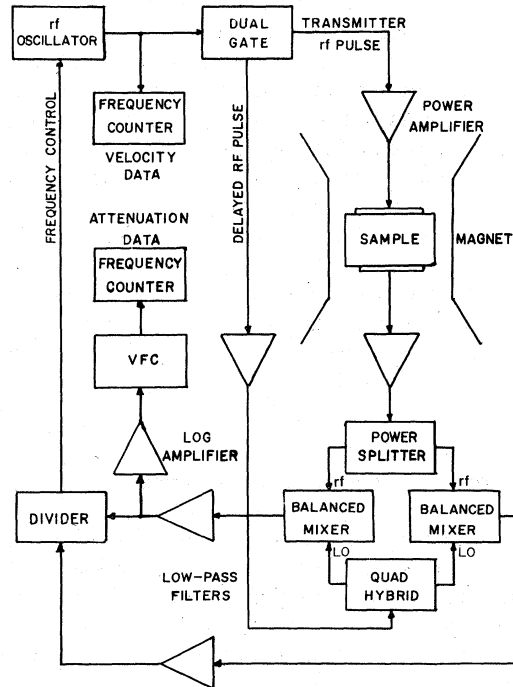 rf
OSCILLATOR
DUAL
GATE
TRANSMITTER
rf PULSE
FREQUENCY
COUNTER
VELOCITY
DATA
POWER
AMPLIFIER
FREQUENCY CONTROL
DELAYED RF PULSE
ATTENUATION
DATA
FREQUENCY
COUNTER
SAMPLE
MAGNET
VFC
LOG
AMPLIFIER
POWER
SPLITTER
rf
rf
DIVIDER
BALANCED
MIXER
BALANCED
MIXER
LO
LO
LOW-PASS
FILTERS
QUAD
HYBRID